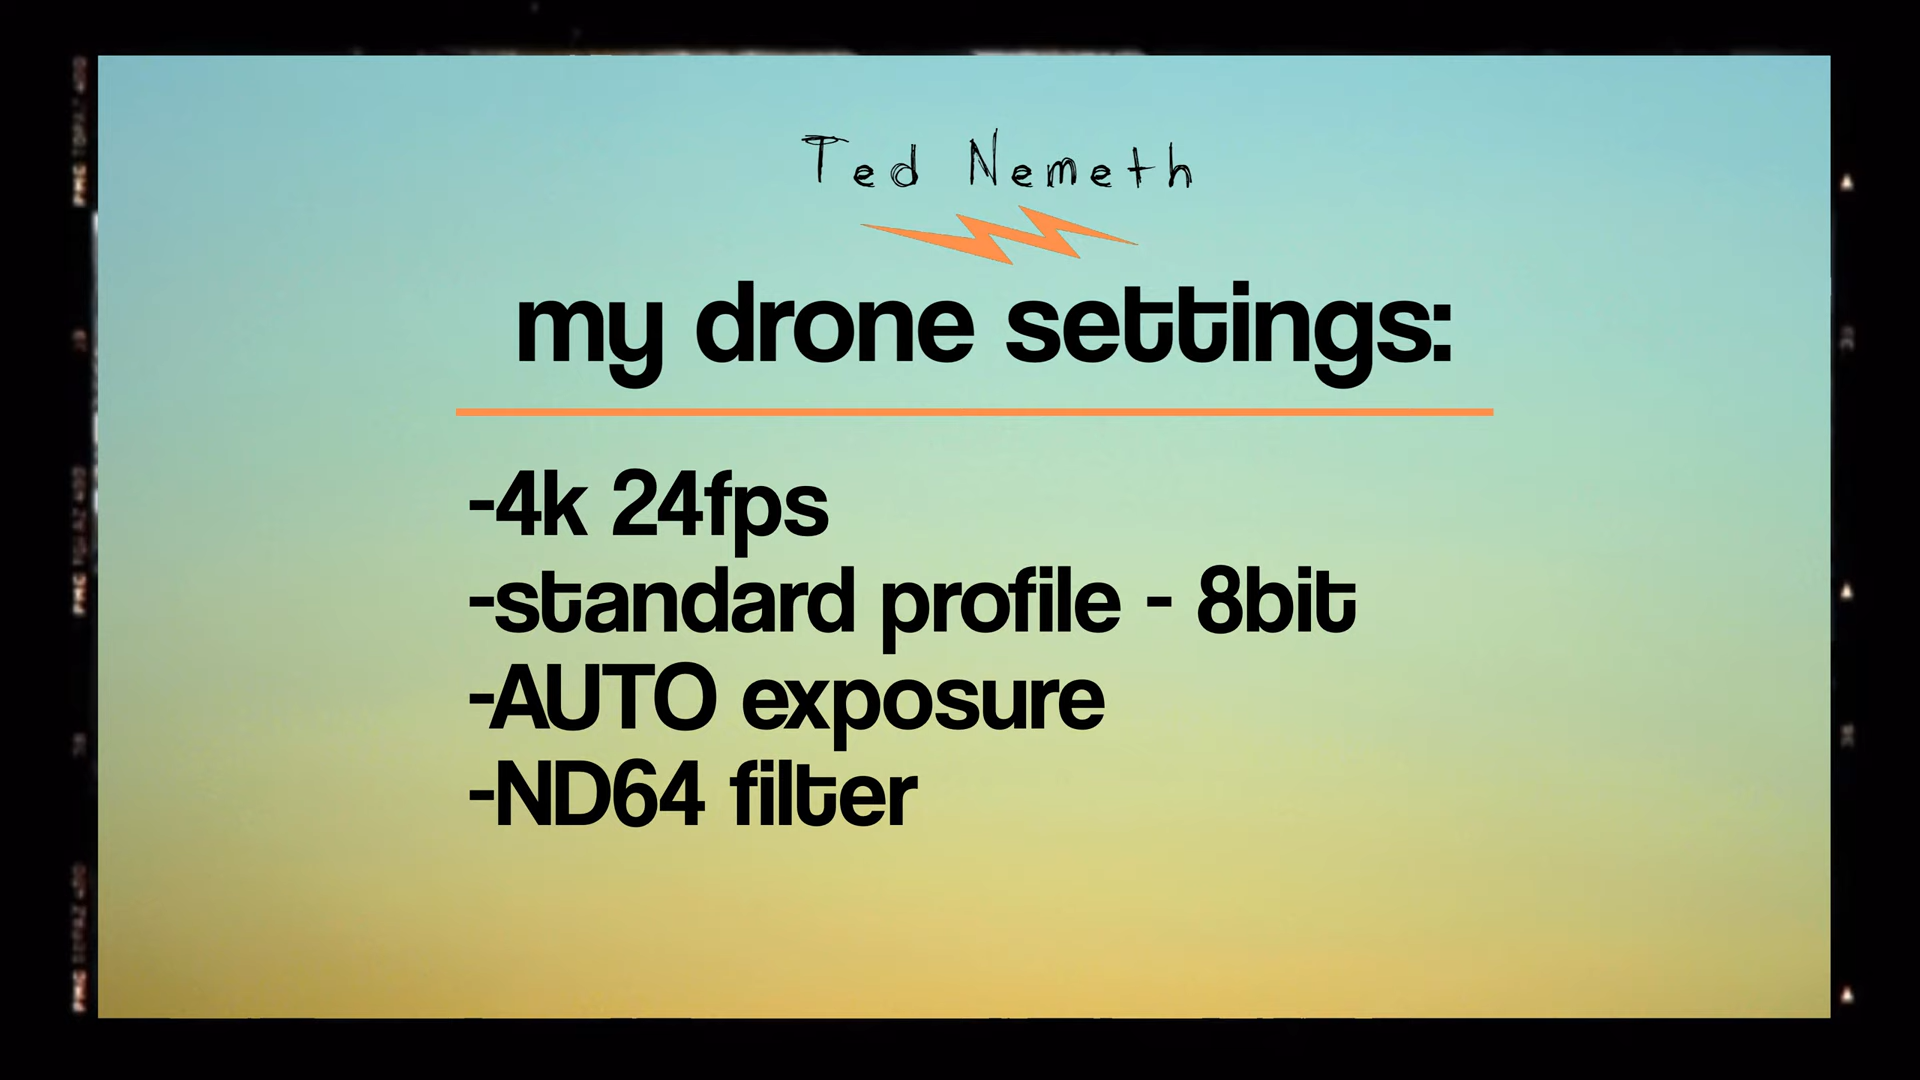 Ted Nemeth
my drone settings:
-4k 24fps
-standard profile - 8bit
-AUTO exposure
-ND64 filter